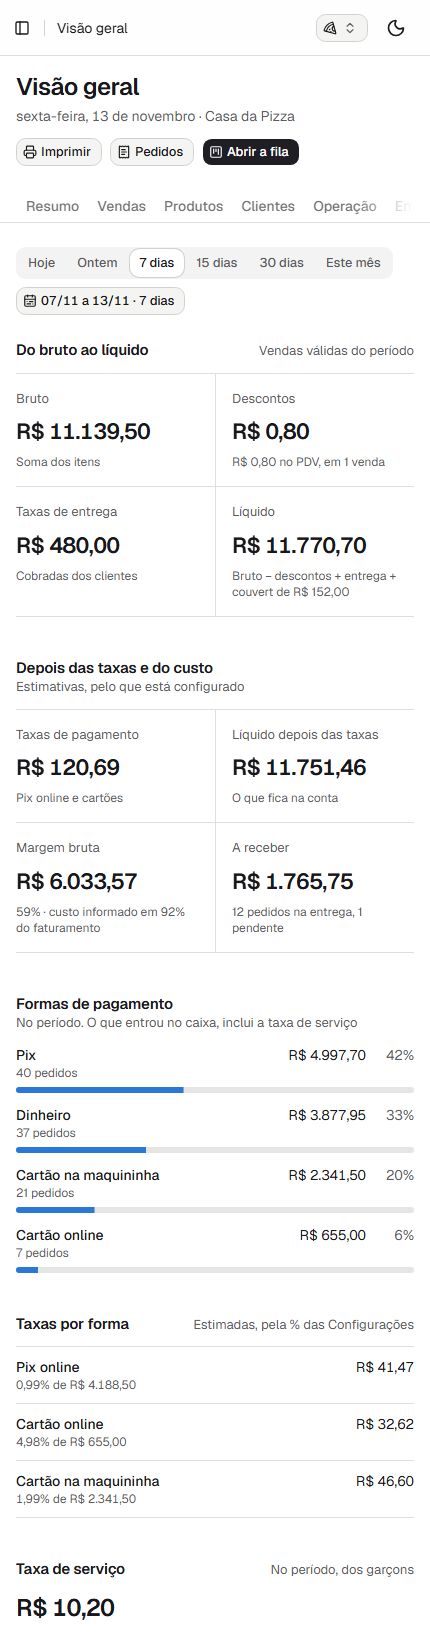 Visão geral
Visão geral
sexta-feira, 13 de novembro · Casa da Pizza
Imprimir
Pedidos
Abrir a fila
Resumo
Vendas
Produtos
Clientes
Operação
En
Hoje
Ontem
7 dias
15 dias
30 dias
Este mês
07/11 a 13/11 · 7 dias
Do bruto ao líquido
Vendas válidas do período
Bruto
R$ 11.139,50
Soma dos itens
Descontos
R$ 0,80
R$ 0,80 no PDV, em 1 venda
Taxas de entrega
R$ 480,00
Cobradas dos clientes
Líquido
R$ 11.770,70
Bruto − descontos + entrega +
couvert de R$ 152,00
Depois das taxas e do custo
Estimativas, pelo que está configurado
Taxas de pagamento
R$ 120,69
Pix online e cartões
Líquido depois das taxas
R$ 11.751,46
O que fica na conta
Margem bruta
R$ 6.033,57
59% · custo informado em 92%
do faturamento
A receber
R$ 1.765,75
12 pedidos na entrega, 1
pendente
Formas de pagamento
No período. O que entrou no caixa, inclui a taxa de serviço
Pix
R$ 4.997,70
42%
40 pedidos
Dinheiro
R$ 3.877,95
33%
37 pedidos
Cartão na maquininha
R$ 2.341,50
20%
21 pedidos
Cartão online
R$ 655,00
6%
7 pedidos
Taxas por forma
Estimadas, pela % das Configurações
Pix online
R$ 41,47
0,99% de R$ 4.188,50
Cartão online
R$ 32,62
4,98% de R$ 655,00
Cartão na maquininha
R$ 46,60
1,99% de R$ 2.341,50
Taxa de serviço
No período, dos garçons
R$ 10,20